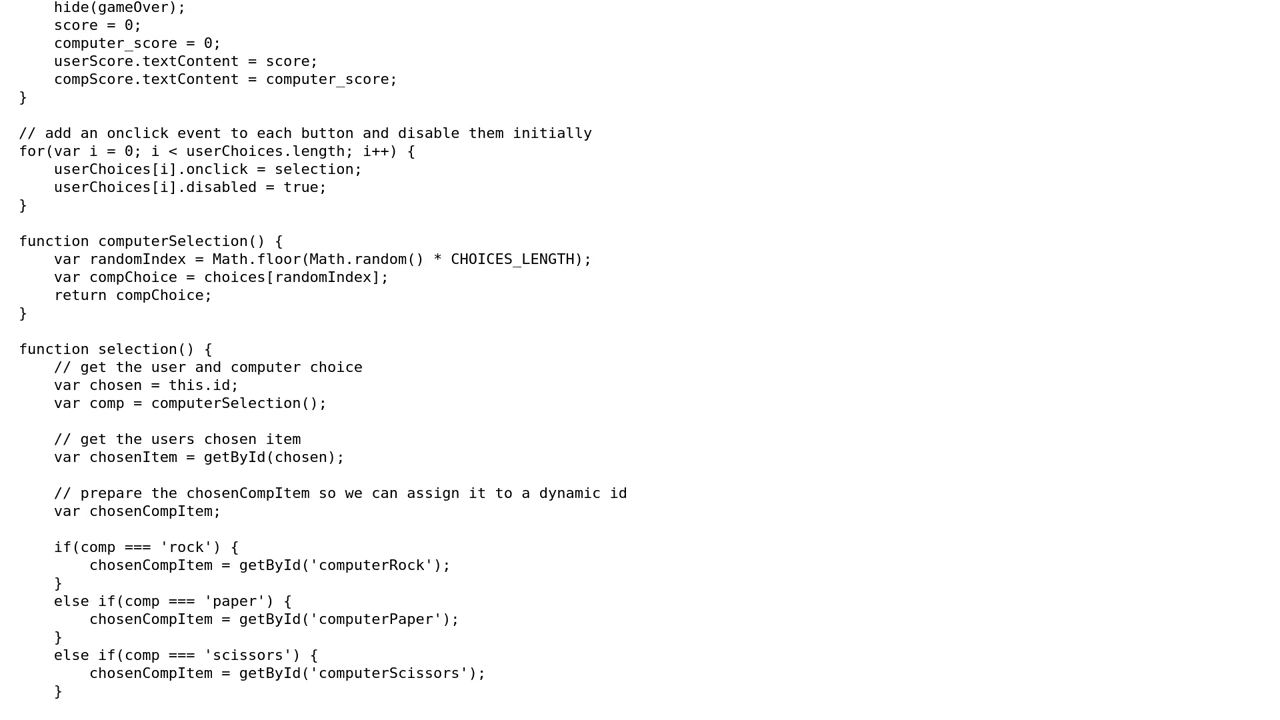 hide(gameOver);
    score = 0;
    computer_score = 0;
    userScore.textContent = score;
    compScore.textContent = computer_score;
}

// add an onclick event to each button and disable them initially
for(var i = 0; i < userChoices.length; i++) {
    userChoices[i].onclick = selection;
    userChoices[i].disabled = true;
}

function computerSelection() {
    var randomIndex = Math.floor(Math.random() * CHOICES_LENGTH);
    var compChoice = choices[randomIndex];
    return compChoice;
}

function selection() {
    // get the user and computer choice
    var chosen = this.id;
    var comp = computerSelection();

    // get the users chosen item
    var chosenItem = getById(chosen);

    // prepare the chosenCompItem so we can assign it to a dynamic id
    var chosenCompItem;

    if(comp === 'rock') {
        chosenCompItem = getById('computerRock');
    }
    else if(comp === 'paper') {
        chosenCompItem = getById('computerPaper');
    }
    else if(comp === 'scissors') {
        chosenCompItem = getById('computerScissors');
    }